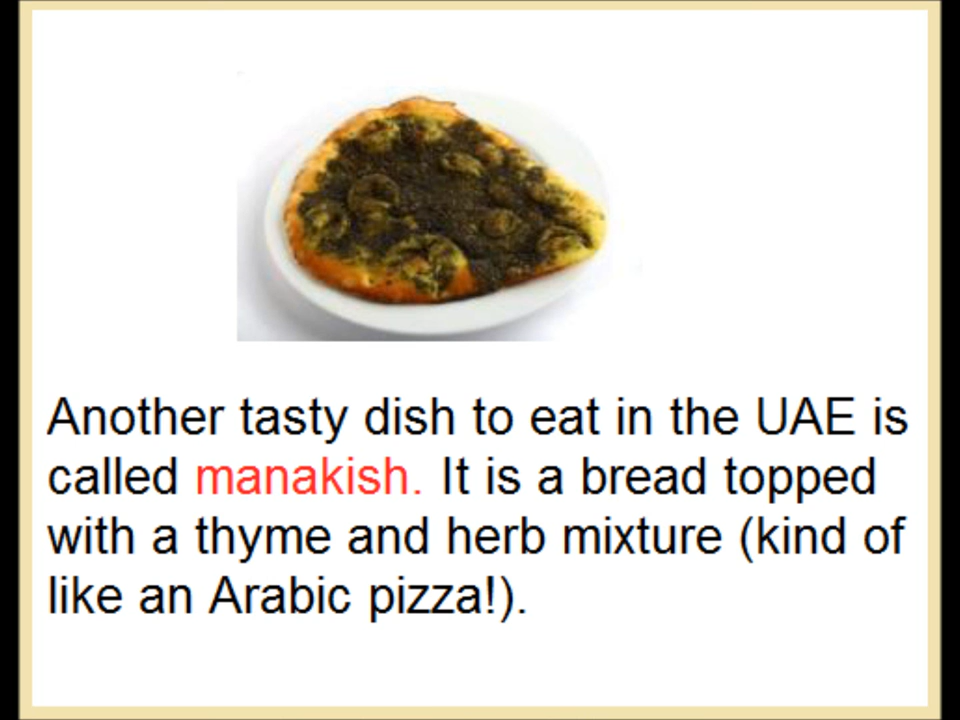 Another tasty dish to eat in the UAE is
called manakish. It is a bread topped
with a thyme and herb mixture (kind of
like an Arabic pizza!).